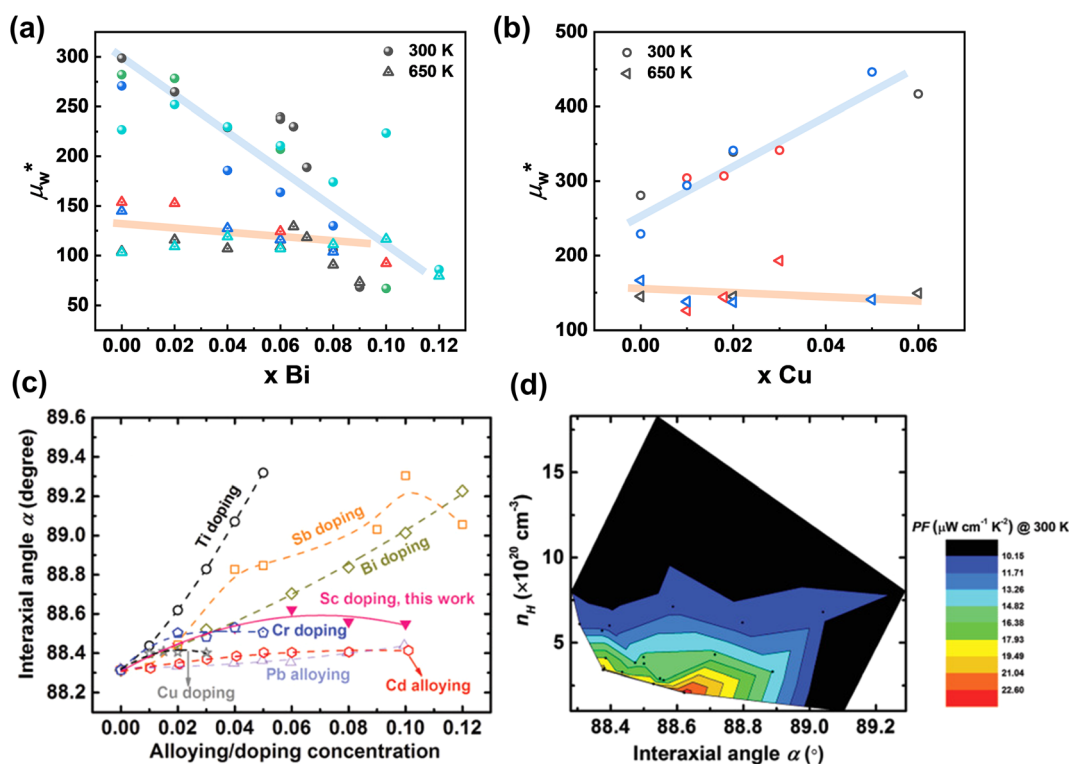 (a)
300 K
650 K
300
250
200
150
100
50
μw*
0.00 0.02 0.04 0.06 0.08 0.10 0.12
x Bi
(b)
300 K
650 K
500
400
300
200
100
μw*
0.00 0.02 0.04 0.06
x Cu
(c)
89.6
89.4
89.2
89.0
88.8
88.6
88.4
88.2
Interaxial angle α (degree)
Ti doping
Sb doping
Bi doping
Sc doping, this work
Cr doping
Pb alloying
Cu doping
Cd alloying
0.00 0.02 0.04 0.06 0.08 0.10 0.12
Alloying/doping concentration
(d)
15
10
5
nH (×10²⁰ cm⁻³)
88.4 88.6 88.8 89.0 89.2
Interaxial angle α (°)
PF (μW cm⁻¹ K⁻²) @ 300 K
10.15
11.71
13.26
14.82
16.38
17.93
19.49
21.04
22.60